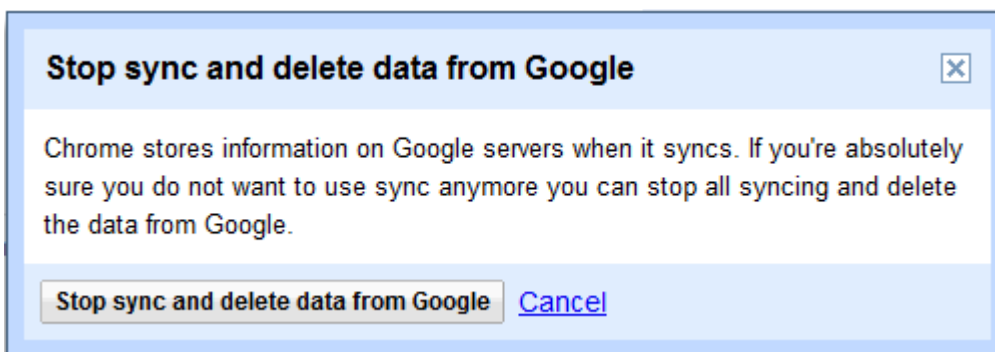 Stop sync and delete data from Google
Chrome stores information on Google servers when it syncs. If you're absolutely
sure you do not want to use sync anymore you can stop all syncing and delete
the data from Google.
Stop sync and delete data from Google Cancel